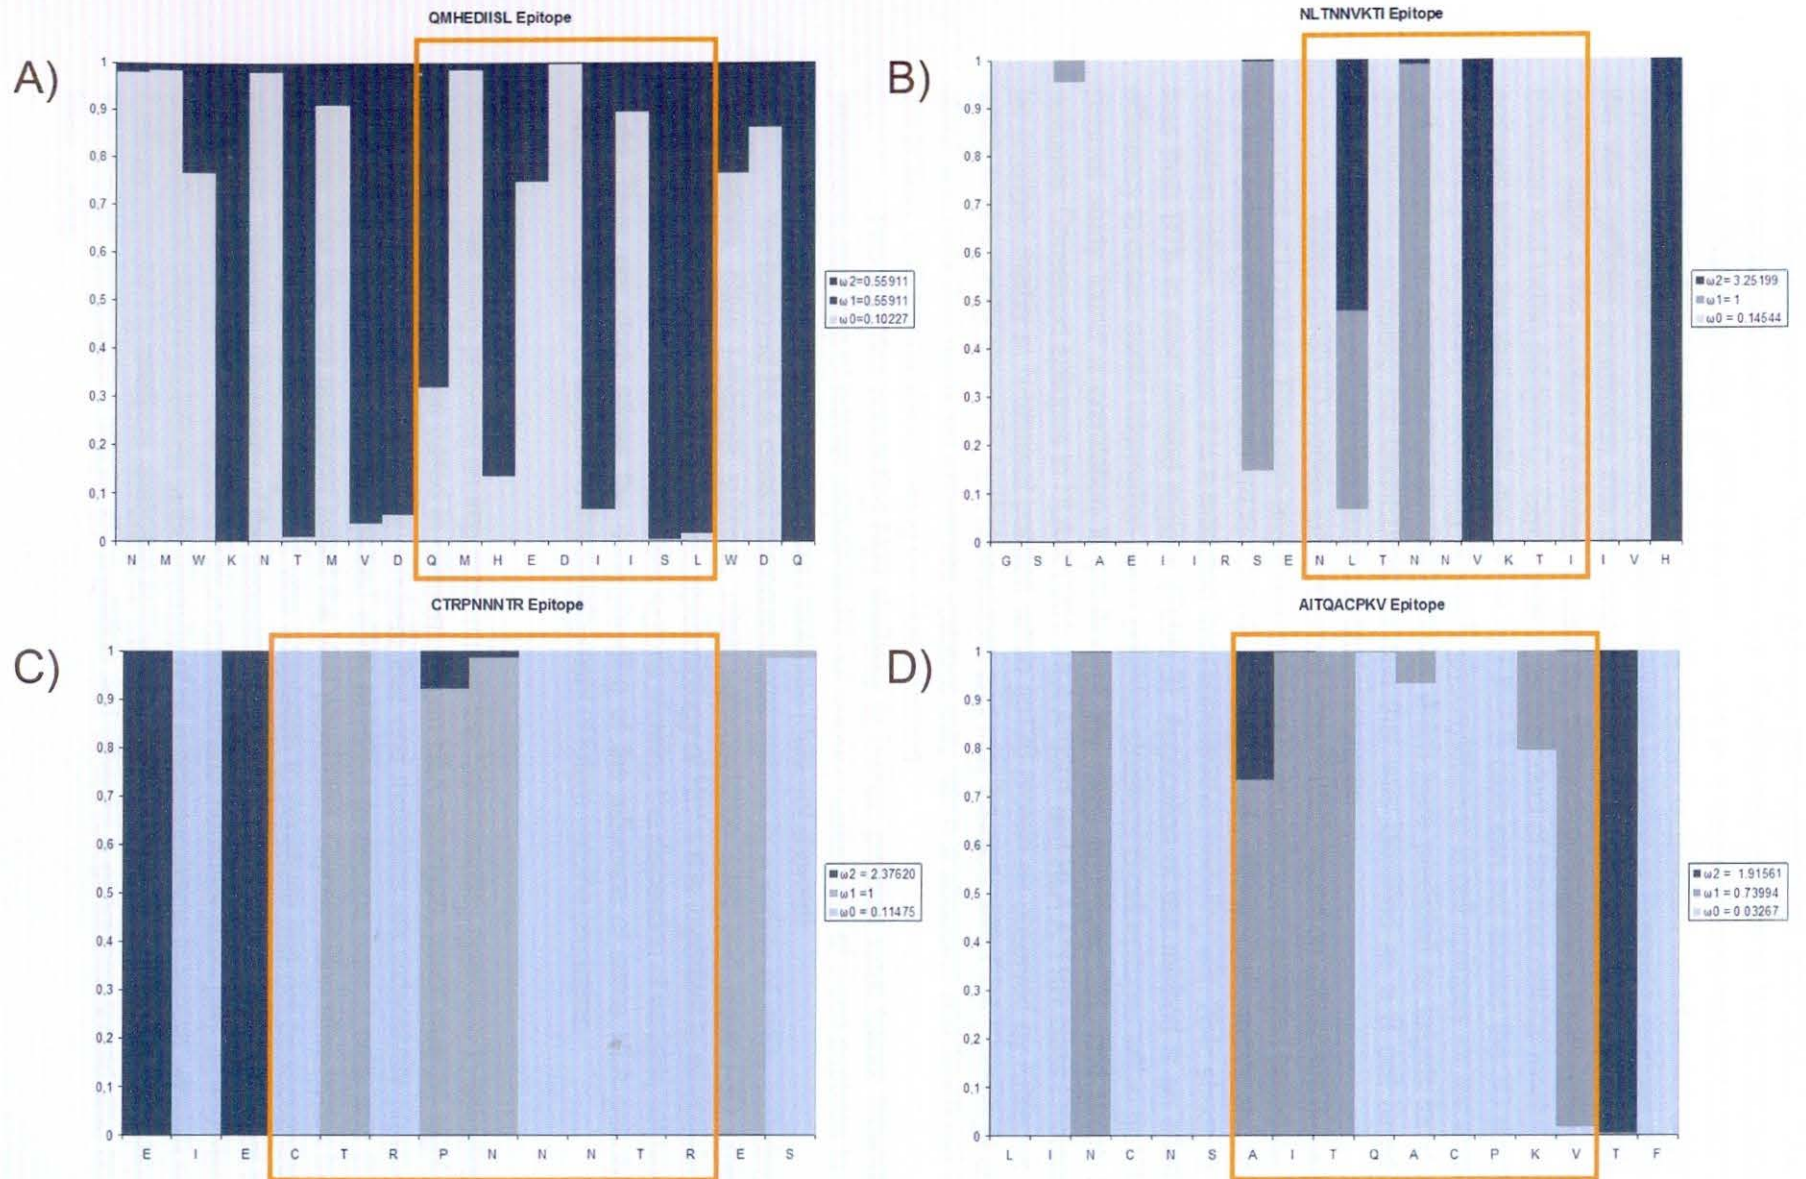 QMHEDIISL Epitope
A)
1
0,9
0,8
0,7
0,6
0,5
0,4
0,3
0,2
0,1
0
N M W K N T M V D Q M H E D I I S L W D Q
ω2=0.55911
ω1=0.55911
ω0=0.10227
NLTNNVKTI Epitope
B)
1
0,9
0,8
0,7
0,6
0,5
0,4
0,3
0,2
0,1
0
G S L A E I I R S E N L T N N V K T I I V H
ω2= 3.25199
ω1= 1
ω0 = 0.14544
CTRPNNNTR Epitope
C)
1
0,9
0,8
0,7
0,6
0,5
0,4
0,3
0,2
0,1
0
E I E C T R P N N N T R E S
ω2 = 2.37620
ω1 =1
ω0 = 0.11475
AITQACPKV Epitope
D)
1
0,9
0,8
0,7
0,6
0,5
0,4
0,3
0,2
0,1
0
L I N C N S A I T Q A C P K V T F
ω2 = 1.91561
ω1 = 0.73994
ω0 = 0.03267